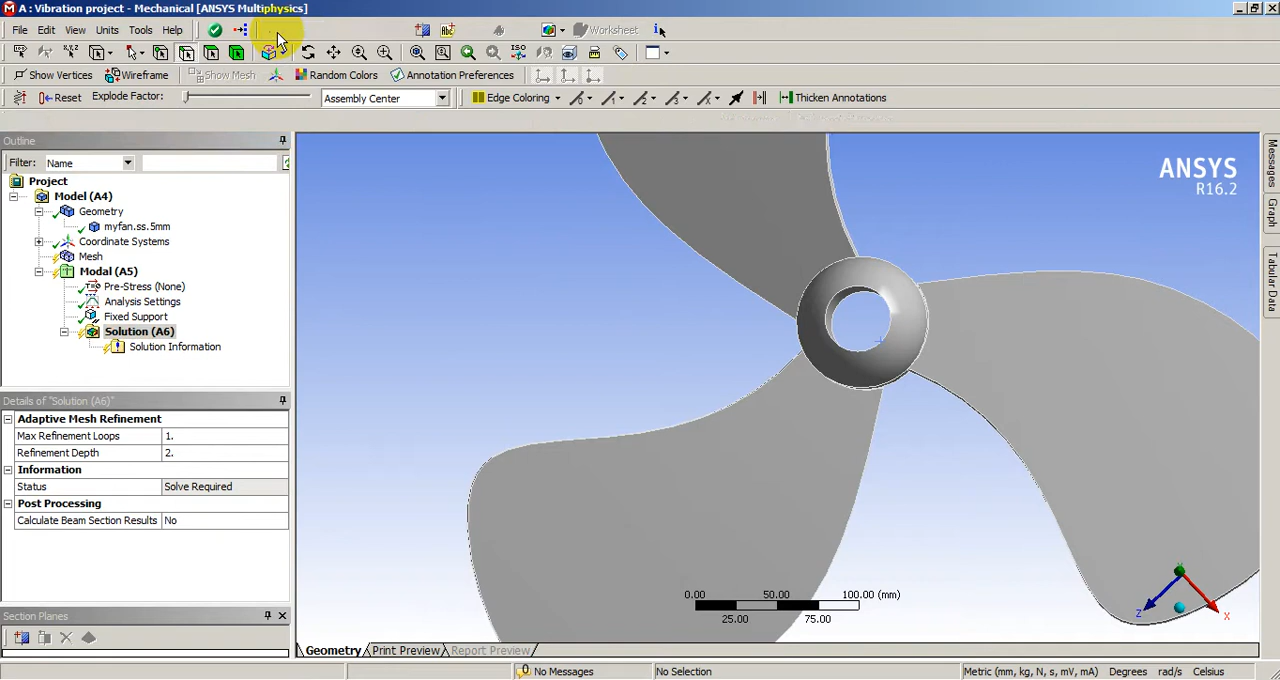 A : Vibration project - Mechanical [ANSYS Multiphysics]
File Edit View Units Tools Help Worksheet
Show Vertices Wireframe Show Mesh Random Colors Annotation Preferences
Reset Explode Factor: Assembly Center Edge Coloring Thicken Annotations
Outline
Filter: Name
Project
Model (A4)
Geometry
myfan.ss.5mm
Coordinate Systems
Mesh
Modal (A5)
Pre-Stress (None)
Analysis Settings
Fixed Support
Solution (A6)
Solution Information
Details of "Solution (A6)"
Adaptive Mesh Refinement
Max Refinement Loops 1.
Refinement Depth 2.
Information
Status Solve Required
Post Processing
Calculate Beam Section Results No
Section Planes
ANSYS
R16.2
0.00 50.00 100.00 (mm)
25.00 75.00
Z X
Messages
Graph
Tabular Data
Geometry Print Preview Report Preview
No Messages No Selection Metric (mm, kg, N, s, mV, mA) Degrees rad/s Celsius